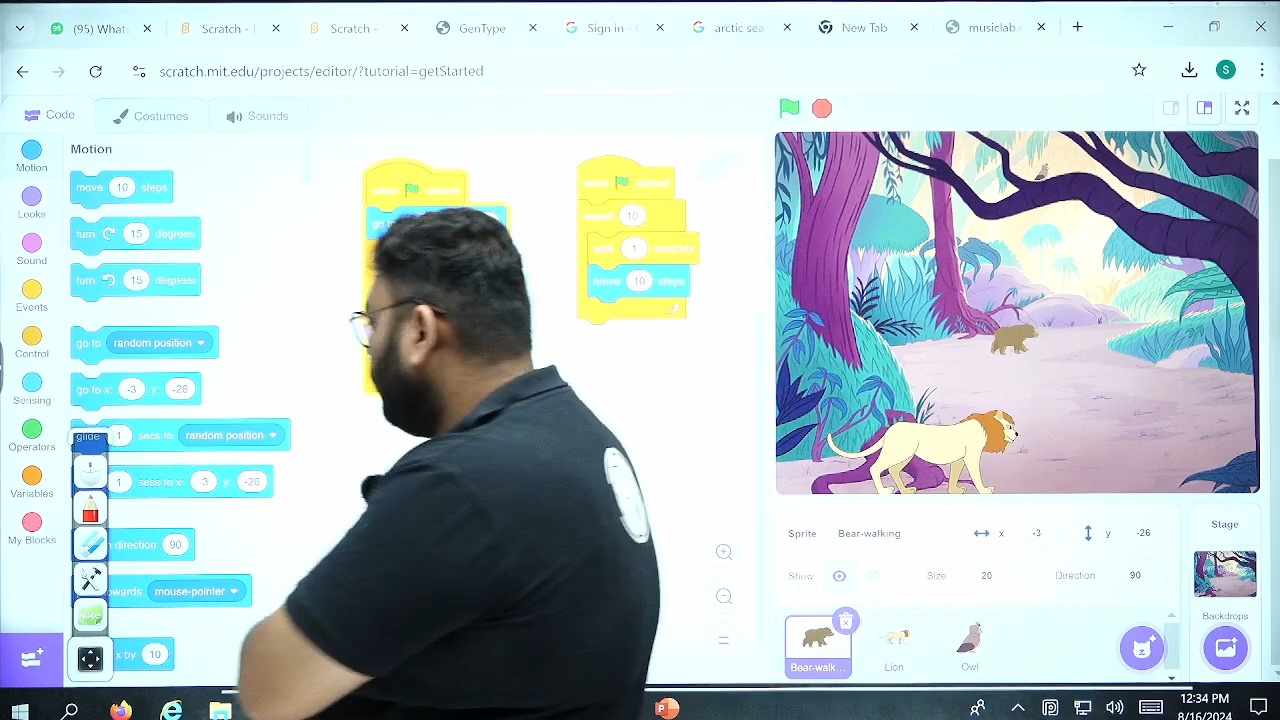 (95) What
Scratch -
Scratch -
GenType
Sign in -
arctic sea
New Tab
musiclab
scratch.mit.edu/projects/editor/?tutorial=getStarted
S
Code
Costumes
Sounds
Motion
Looks
Sound
Events
Control
Sensing
Operators
Variables
My Blocks
Motion
move 10 steps
turn 15 degrees
turn 15 degrees
go to random position
go to x: -3 y: -26
glide 1 secs to random position
1 secs to x: -3 y: -26
direction 90
mouse-pointer
x by 10
NOTE
when clicked
go to
when clicked
repeat 10
wait 1 seconds
move 10 steps
Sprite Bear-walking x -3 y -26
Show Size 20 Direction 90
Bear-walk...
Lion
Owl
Stage
Backdrops
12:34 PM
8/16/2024